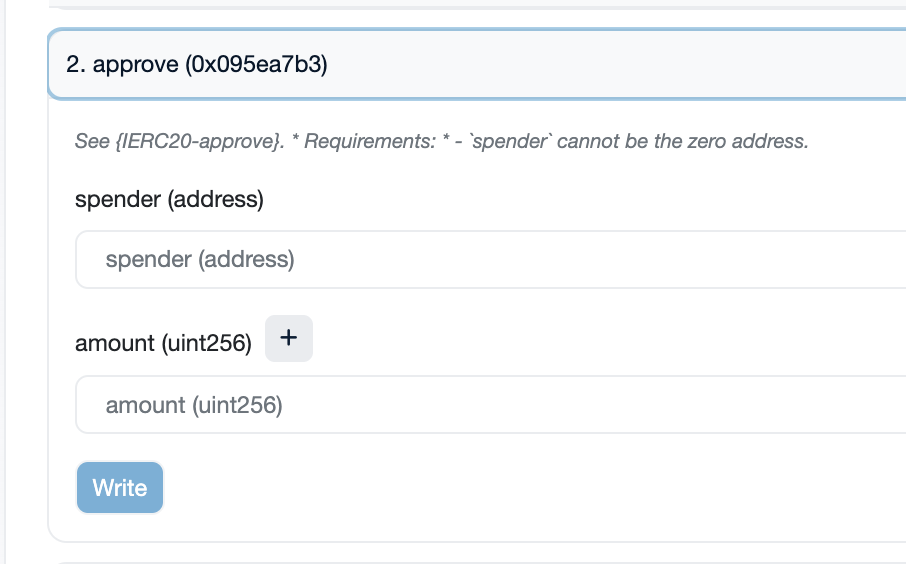 2. approve (0x095ea7b3)
See {IERC20-approve}. * Requirements: * - `spender` cannot be the zero address.
spender (address)
spender (address)
amount (uint256) +
amount (uint256)
Write